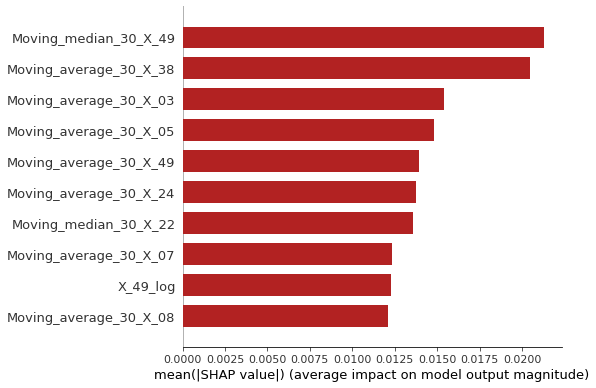 Moving_median_30_X_49
Moving_average_30_X_38
Moving_average_30_X_03
Moving_average_30_X_05
Moving_average_30_X_49
Moving_average_30_X_24
Moving_median_30_X_22
Moving_average_30_X_07
X_49_log
Moving_average_30_X_08
0.0000 0.0025 0.0050 0.0075 0.0100 0.0125 0.0150 0.0175 0.0200
mean(|SHAP value|) (average impact on model output magnitude)